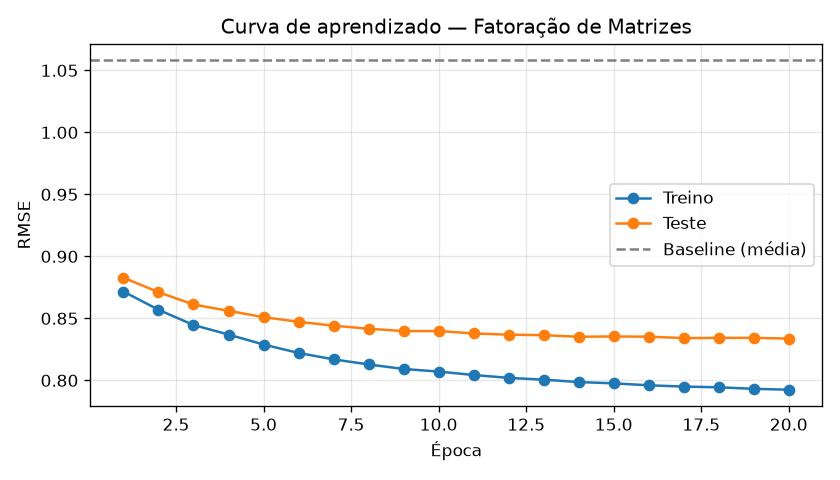 Curva de aprendizado — Fatoração de Matrizes
RMSE
1.05
1.00
0.95
0.90
0.85
0.80
Treino
Teste
Baseline (média)
2.5 5.0 7.5 10.0 12.5 15.0 17.5 20.0
Época